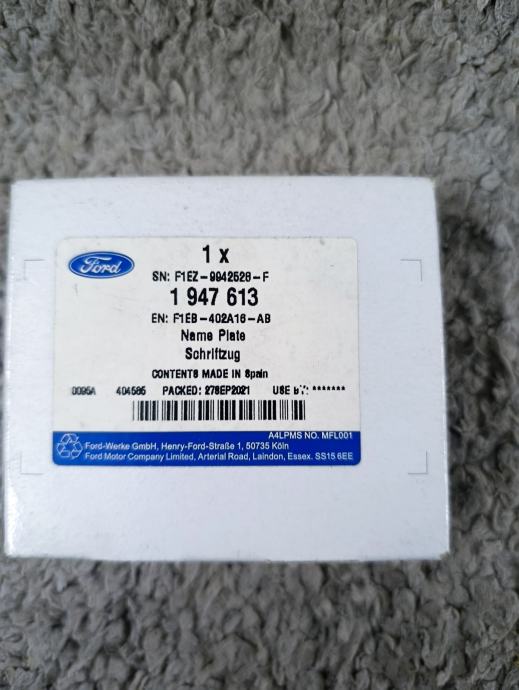 Ford
1 x
SN: F1EZ-9942528-F
1 947 613
EN: F1EB-402A16-AB
Name Plate
Schriftzug
CONTENTS MADE IN Spain
0095A 404585 PACKED: 27SEP2021 USE BY: *******
A4LPMS NO. MFL001
Ford-Werke GmbH, Henry-Ford-Straße 1, 50735 Köln
Ford Motor Company Limited, Arterial Road, Laindon, Essex. SS15 6EE